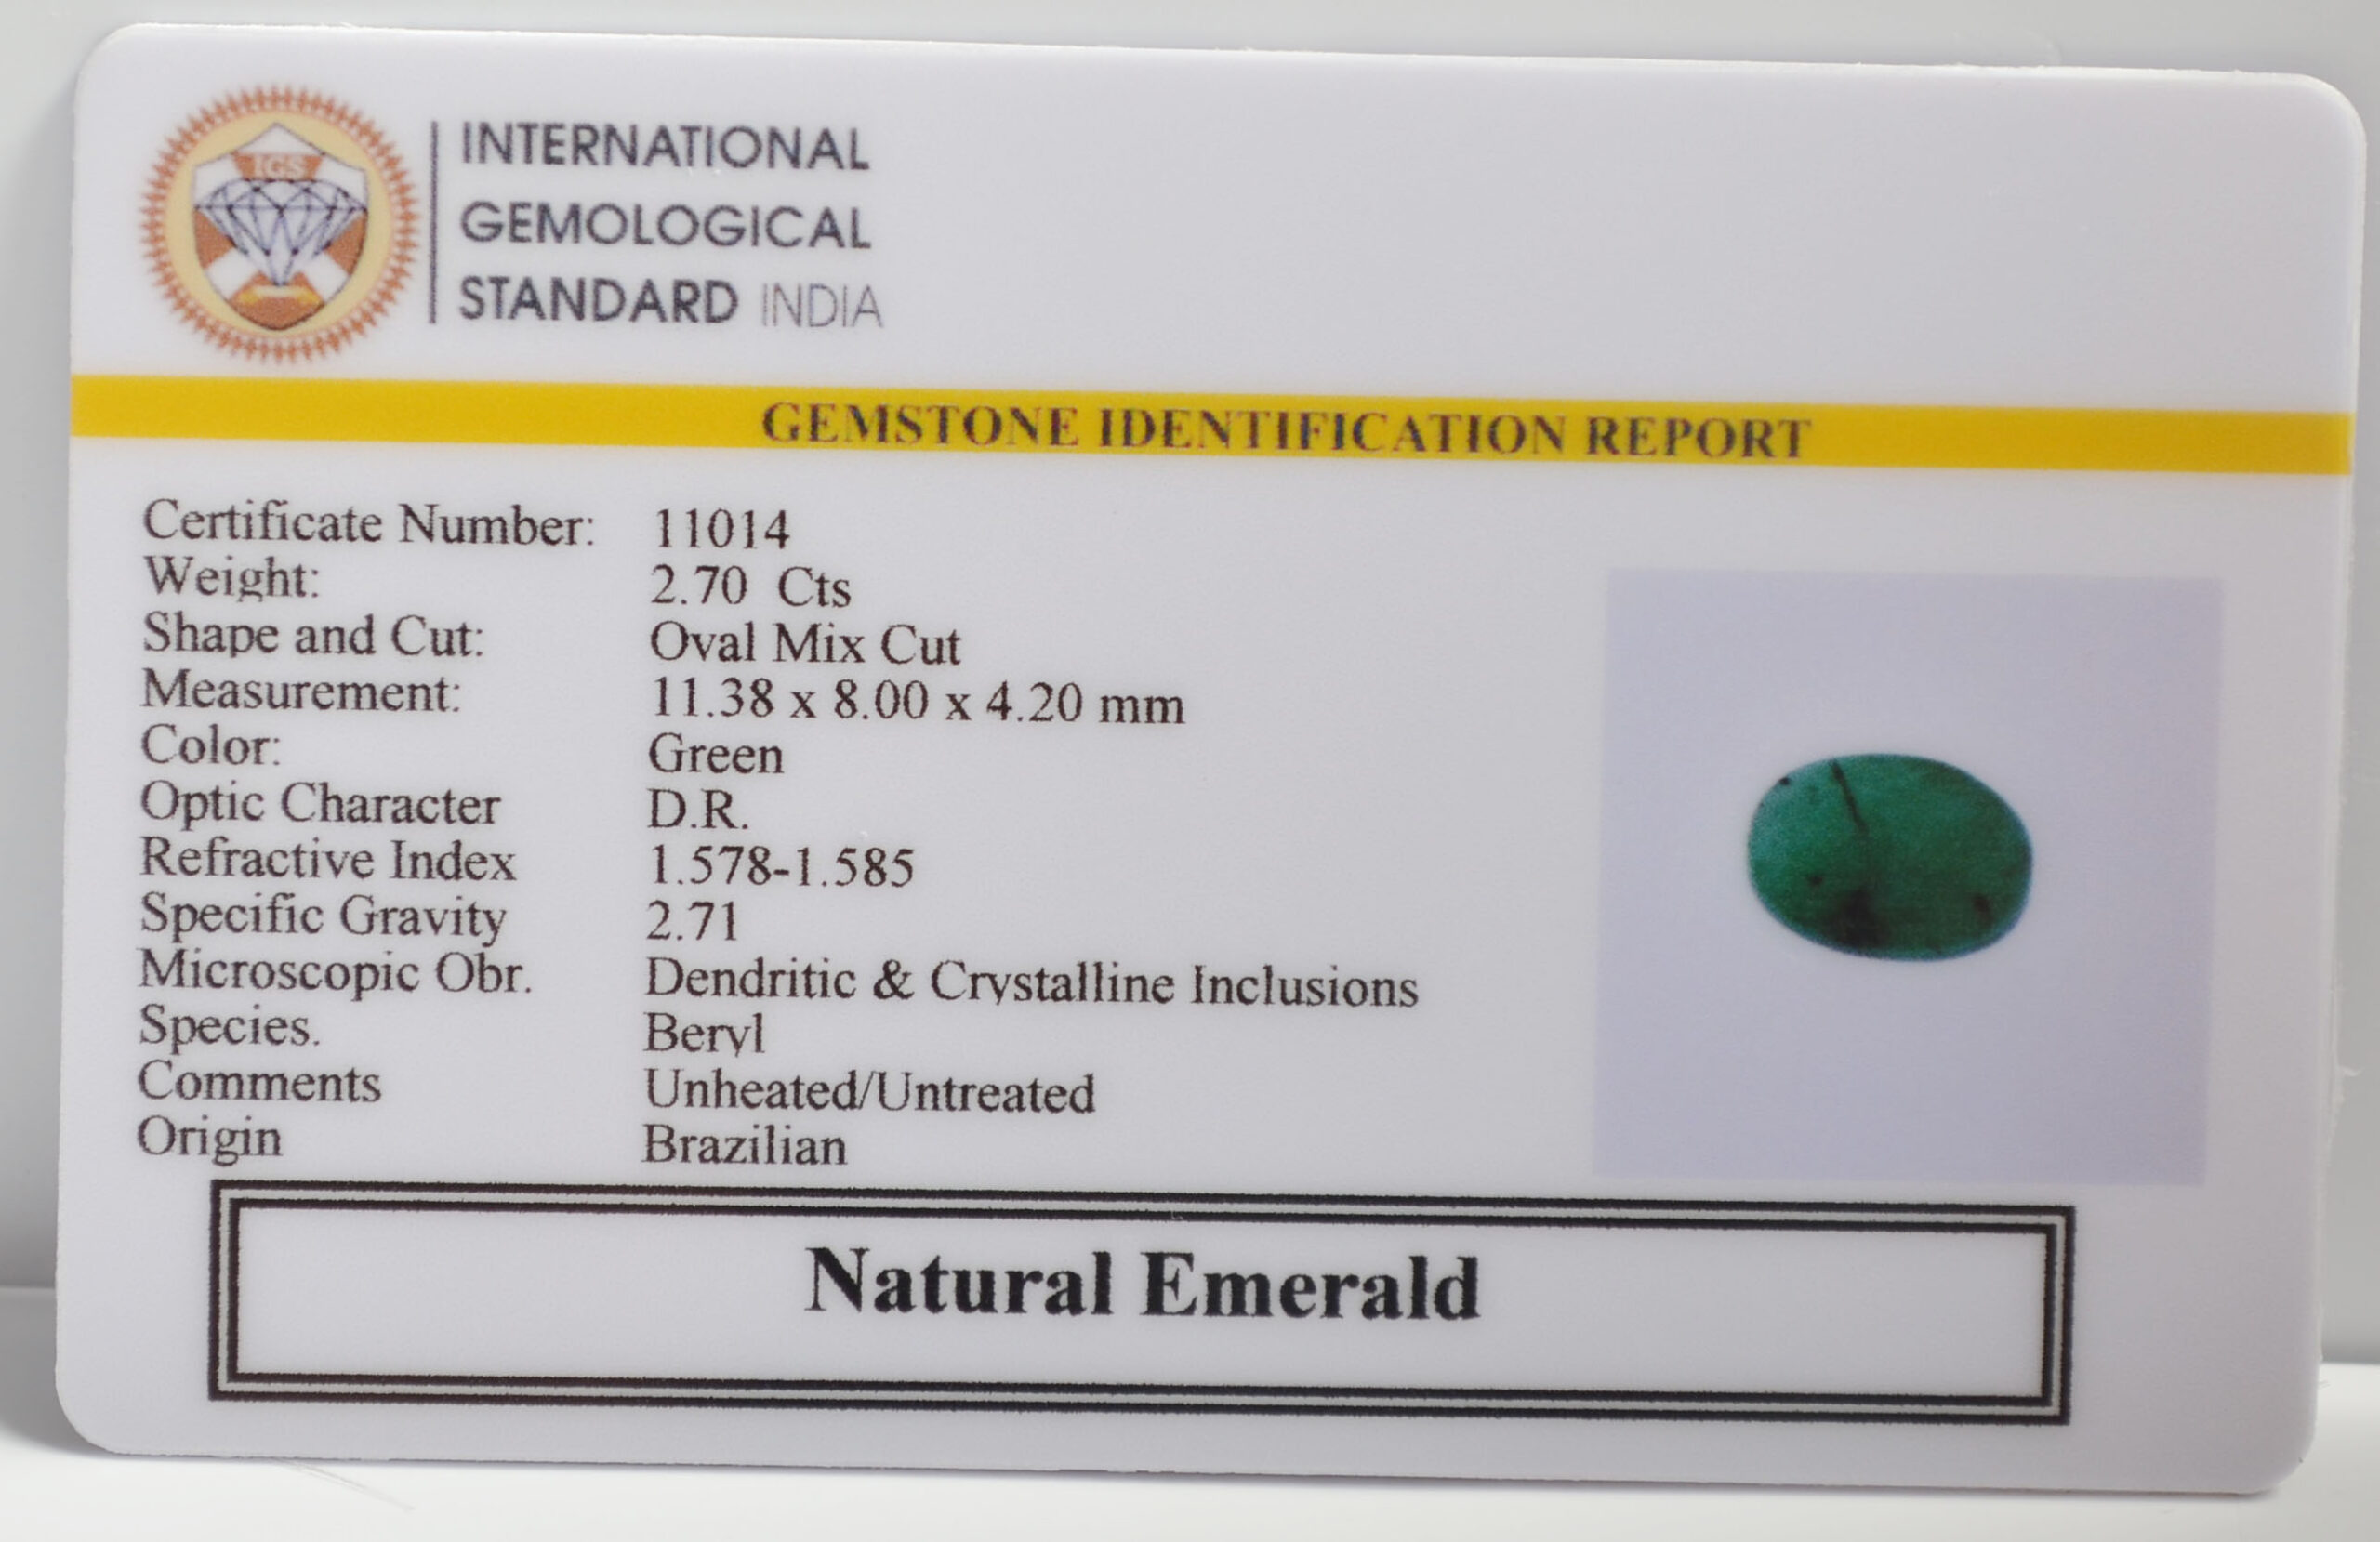 IGS
INTERNATIONAL
GEMOLOGICAL
STANDARD INDIA
GEMSTONE IDENTIFICATION REPORT
Certificate Number: 11014
Weight: 2.70 Cts
Shape and Cut: Oval Mix Cut
Measurement: 11.38 x 8.00 x 4.20 mm
Color: Green
Optic Character D.R.
Refractive Index 1.578-1.585
Specific Gravity 2.71
Microscopic Obr. Dendritic & Crystalline Inclusions
Species. Beryl
Comments Unheated/Untreated
Origin Brazilian
Natural Emerald